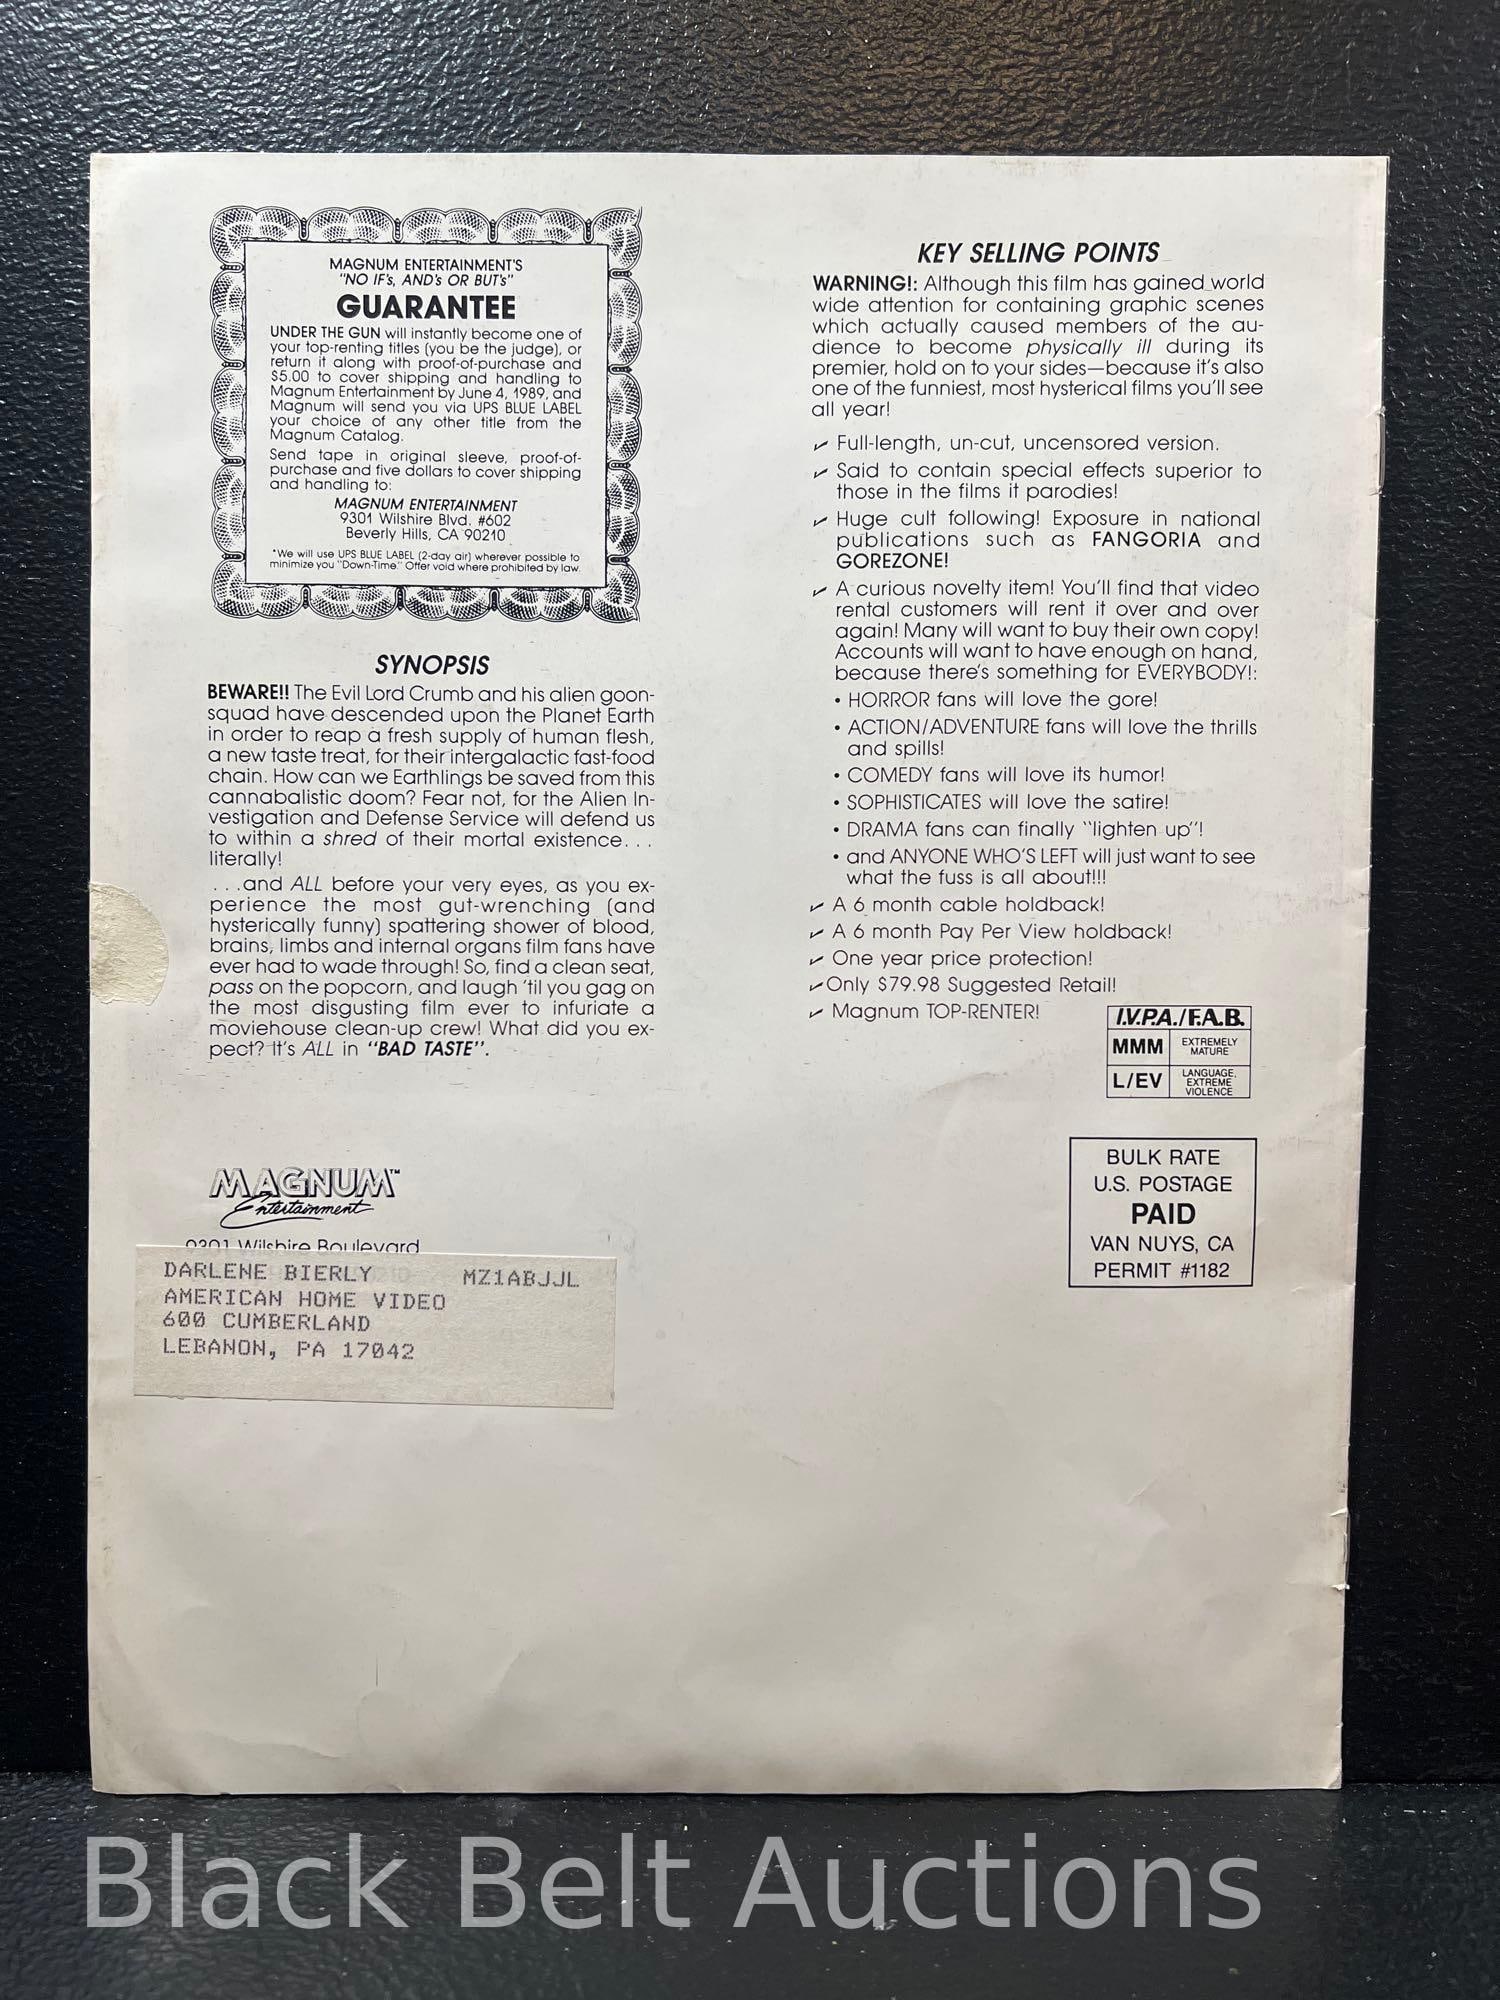 MAGNUM ENTERTAINMENT'S
"NO IF's, AND's OR BUT's"
GUARANTEE
UNDER THE GUN will instantly become one of
your top-renting titles (you be the judge), or
return it along with proof-of-purchase and
$5.00 to cover shipping and handling to
Magnum Entertainment by June 4, 1989, and
Magnum will send you via UPS BLUE LABEL
your choice of any other title from the
Magnum Catalog.
Send tape in original sleeve, proof-of-
purchase and five dollars to cover shipping
and handling to:
MAGNUM ENTERTAINMENT
9301 Wilshire Blvd. #602
Beverly Hills, CA 90210
*We will use UPS BLUE LABEL (2-day air) wherever possible to
minimize you "Down-Time." Offer void where prohibited by law.
SYNOPSIS
BEWARE!! The Evil Lord Crumb and his alien goon-
squad have descended upon the Planet Earth
in order to reap a fresh supply of human flesh,
a new taste treat, for their intergalactic fast-food
chain. How can we Earthlings be saved from this
cannabalistic doom? Fear not, for the Alien In-
vestigation and Defense Service will defend us
to within a shred of their mortal existence. . .
literally!
. . .and ALL before your very eyes, as you ex-
perience the most gut-wrenching (and
hysterically funny) spattering shower of blood,
brains, limbs and internal organs film fans have
ever had to wade through! So, find a clean seat,
pass on the popcorn, and laugh 'til you gag on
the most disgusting film ever to infuriate a
moviehouse clean-up crew! What did you ex-
pect? It's ALL in "BAD TASTE".
MAGNUM™
Entertainment
9301 Wilshire Boulevard
DARLENE BIERLY MZ1ABJJL
AMERICAN HOME VIDEO
600 CUMBERLAND
LEBANON, PA 17042
KEY SELLING POINTS
WARNING!: Although this film has gained world
wide attention for containing graphic scenes
which actually caused members of the au-
dience to become physically ill during its
premier, hold on to your sides—because it's also
one of the funniest, most hysterical films you'll see
all year!
✓ Full-length, un-cut, uncensored version.
✓ Said to contain special effects superior to
those in the films it parodies!
✓ Huge cult following! Exposure in national
publications such as FANGORIA and
GOREZONE!
✓ A curious novelty item! You'll find that video
rental customers will rent it over and over
again! Many will want to buy their own copy!
Accounts will want to have enough on hand,
because there's something for EVERYBODY!:
• HORROR fans will love the gore!
• ACTION/ADVENTURE fans will love the thrills
and spills!
• COMEDY fans will love its humor!
• SOPHISTICATES will love the satire!
• DRAMA fans can finally "lighten up"!
• and ANYONE WHO'S LEFT will just want to see
what the fuss is all about!!!
✓ A 6 month cable holdback!
✓ A 6 month Pay Per View holdback!
✓ One year price protection!
✓ Only $79.98 Suggested Retail!
✓ Magnum TOP-RENTER!
I.V.P.A./F.A.B.
MMM EXTREMELY
MATURE
L/EV LANGUAGE,
EXTREME
VIOLENCE
BULK RATE
U.S. POSTAGE
PAID
VAN NUYS, CA
PERMIT #1182
Black Belt Auctions